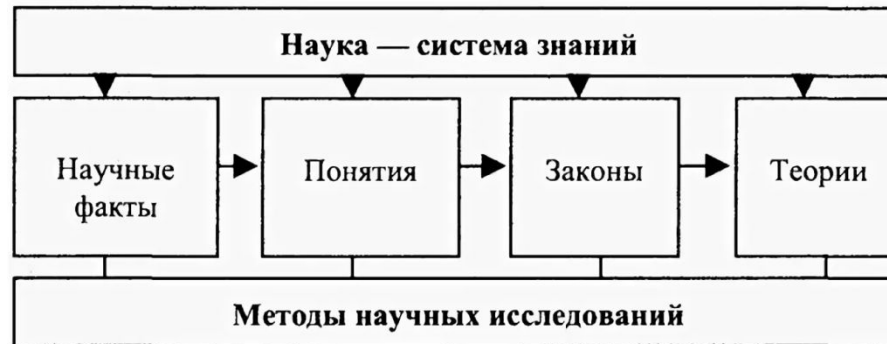 Наука — система знаний
Научные
факты
Понятия
Законы
Теории
Методы научных исследований